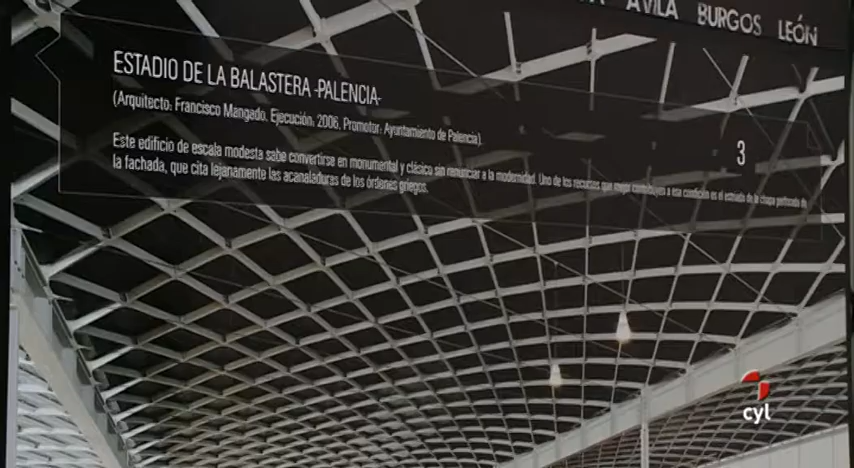 ÁVILA BURGOS LEÓN
ESTADIO DE LA BALASTERA -PALENCIA-
(Arquitecto: Francisco Mangado. Ejecución: 2006. Promotor: Ayuntamiento de Palencia).
3
Este edificio de escala modesta sabe convertirse en monumental y clásico sin renunciar a la modernidad. Uno de los recursos que mejor contribuyen a esa condición es el estriado de la chapa perforada de
la fachada, que cita lejanamente las acanaladuras de los órdenes griegos.
cyl